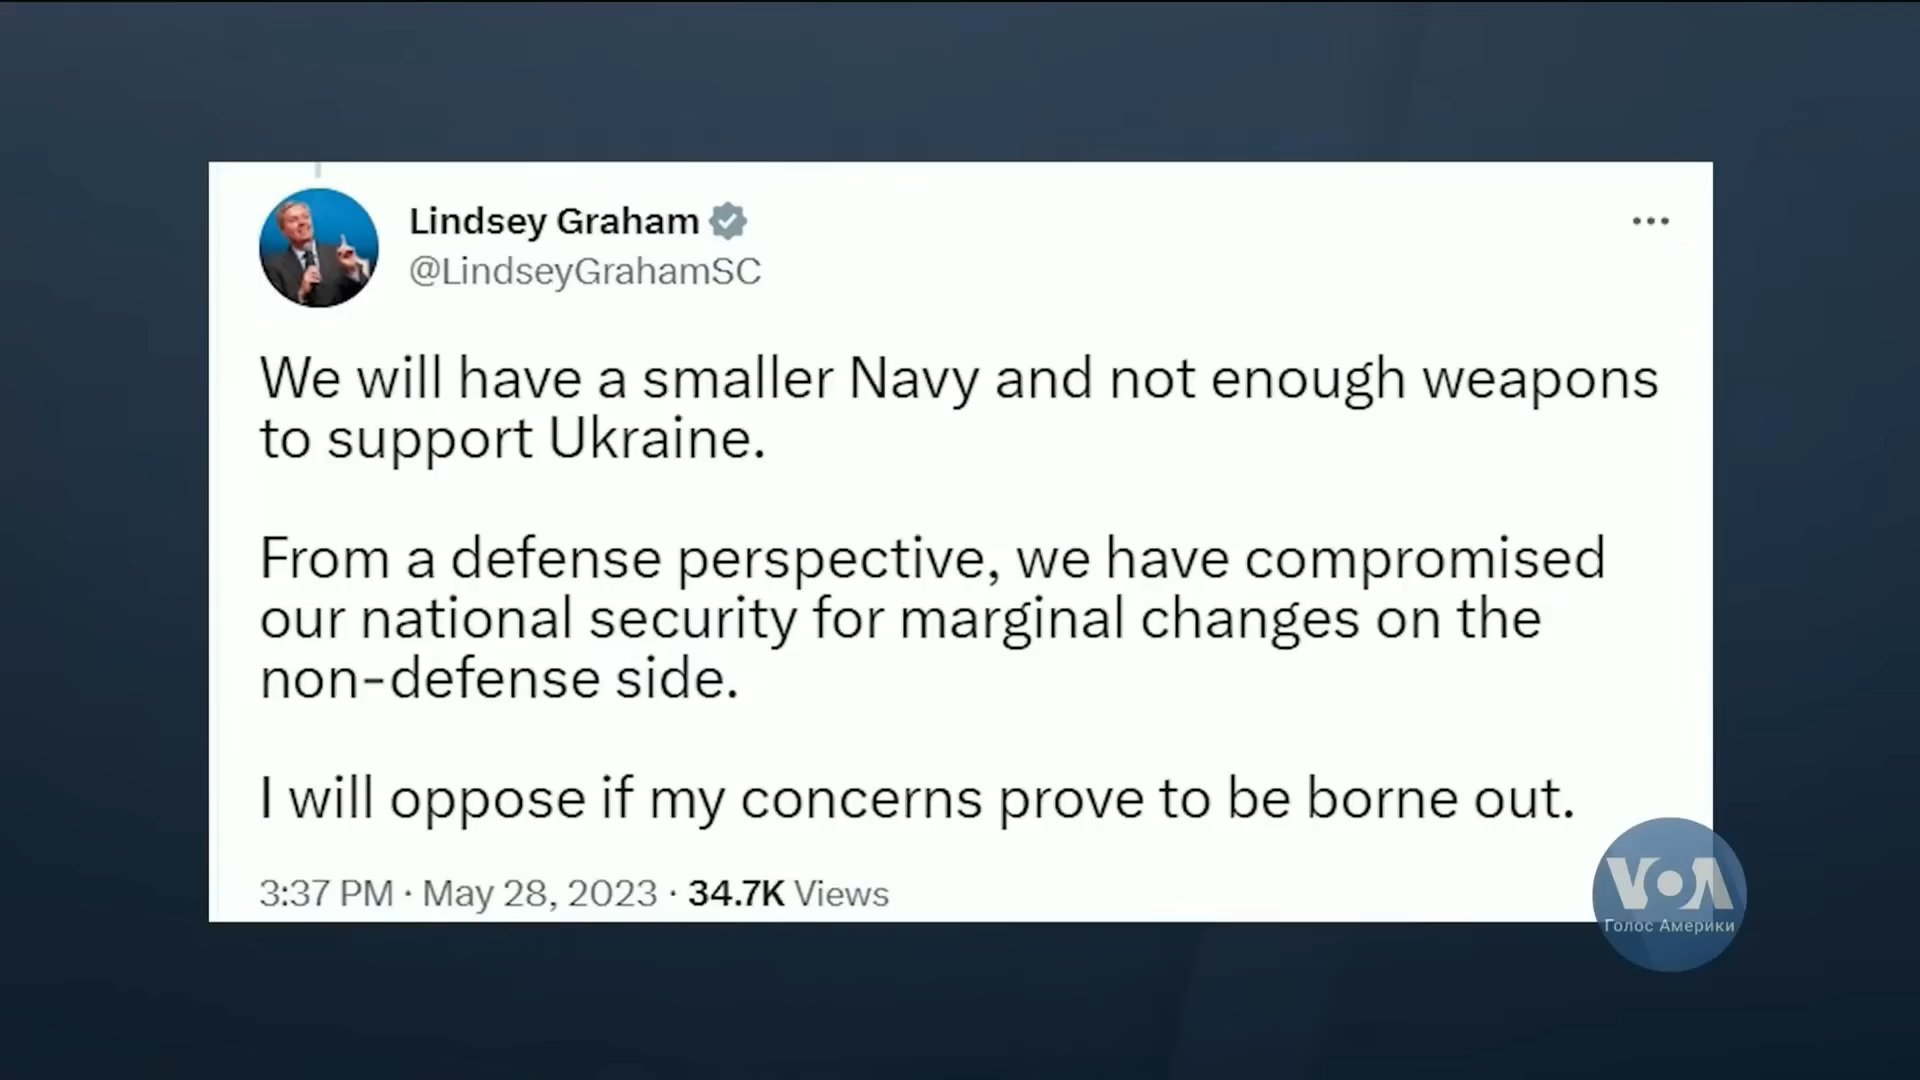 Lindsey Graham
@LindseyGrahamSC
We will have a smaller Navy and not enough weapons
to support Ukraine.
From a defense perspective, we have compromised
our national security for marginal changes on the
non-defense side.
I will oppose if my concerns prove to be borne out.
3:37 PM · May 28, 2023 · 34.7K Views
VOA
Голос Америки